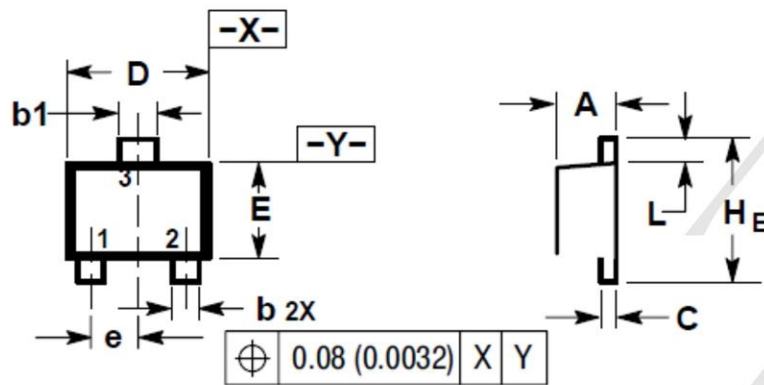 -X-
D
b1
A
-Y-
3
E
L
H E
1 2
b 2X
C
e
⌖ 0.08 (0.0032) X Y